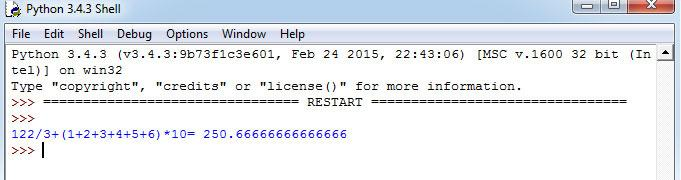 Python 3.4.3 Shell
File Edit Shell Debug Options Window Help
Python 3.4.3 (v3.4.3:9b73f1c3e601, Feb 24 2015, 22:43:06) [MSC v.1600 32 bit (In
tel)] on win32
Type "copyright", "credits" or "license()" for more information.
>>> ================================ RESTART ================================
>>>
122/3+(1+2+3+4+5+6)*10= 250.66666666666666
>>>